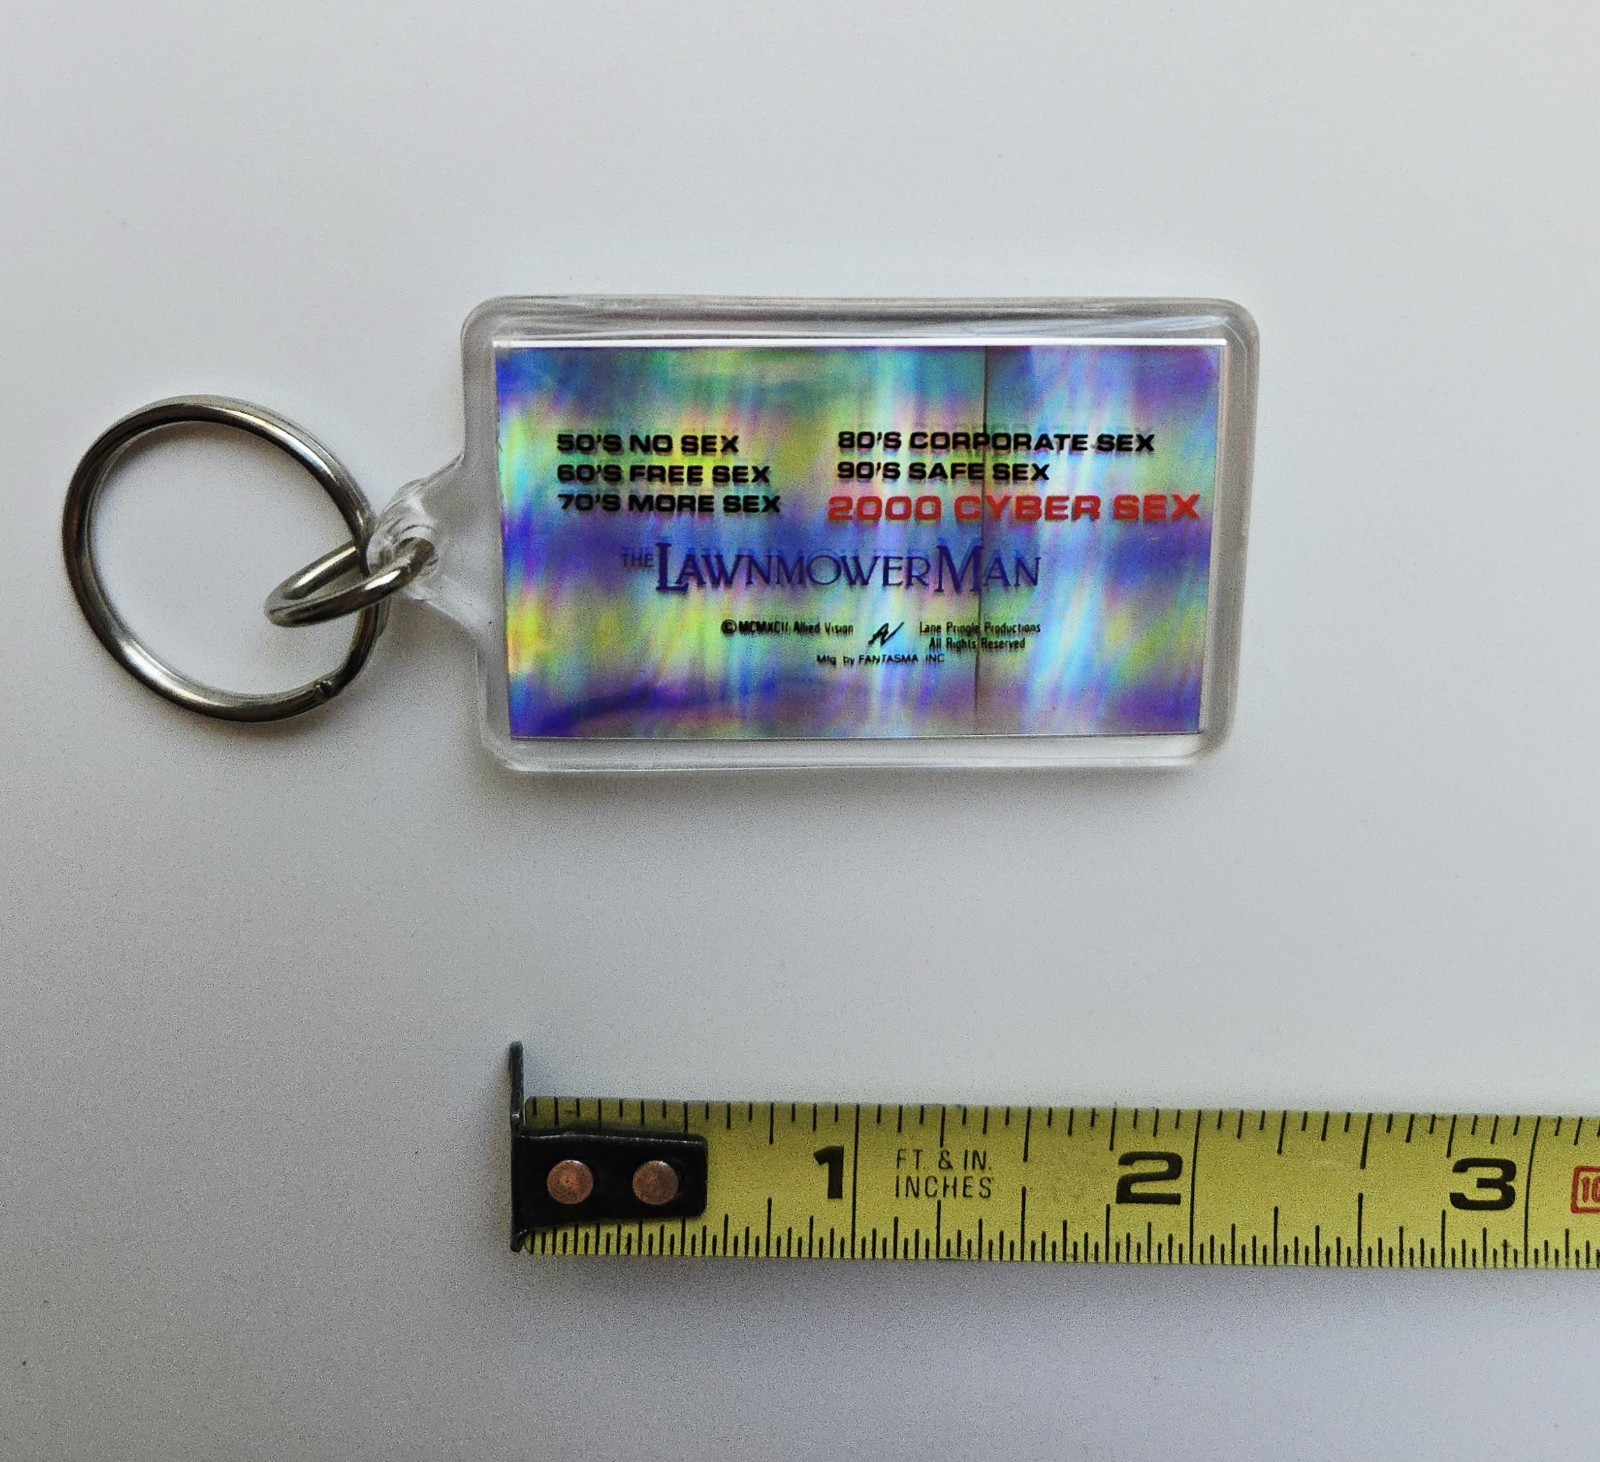 50'S NO SEX
60'S FREE SEX
70'S MORE SEX
80'S CORPORATE SEX
90'S SAFE SEX
2000 CYBER SEX
THE LAWNMOWER MAN
© MCMXCII Allied Vision
Lane Pringle Productions
All Rights Reserved
Mfg by FANTASMA INC
1 FT. & IN. 2 3 10
INCHES